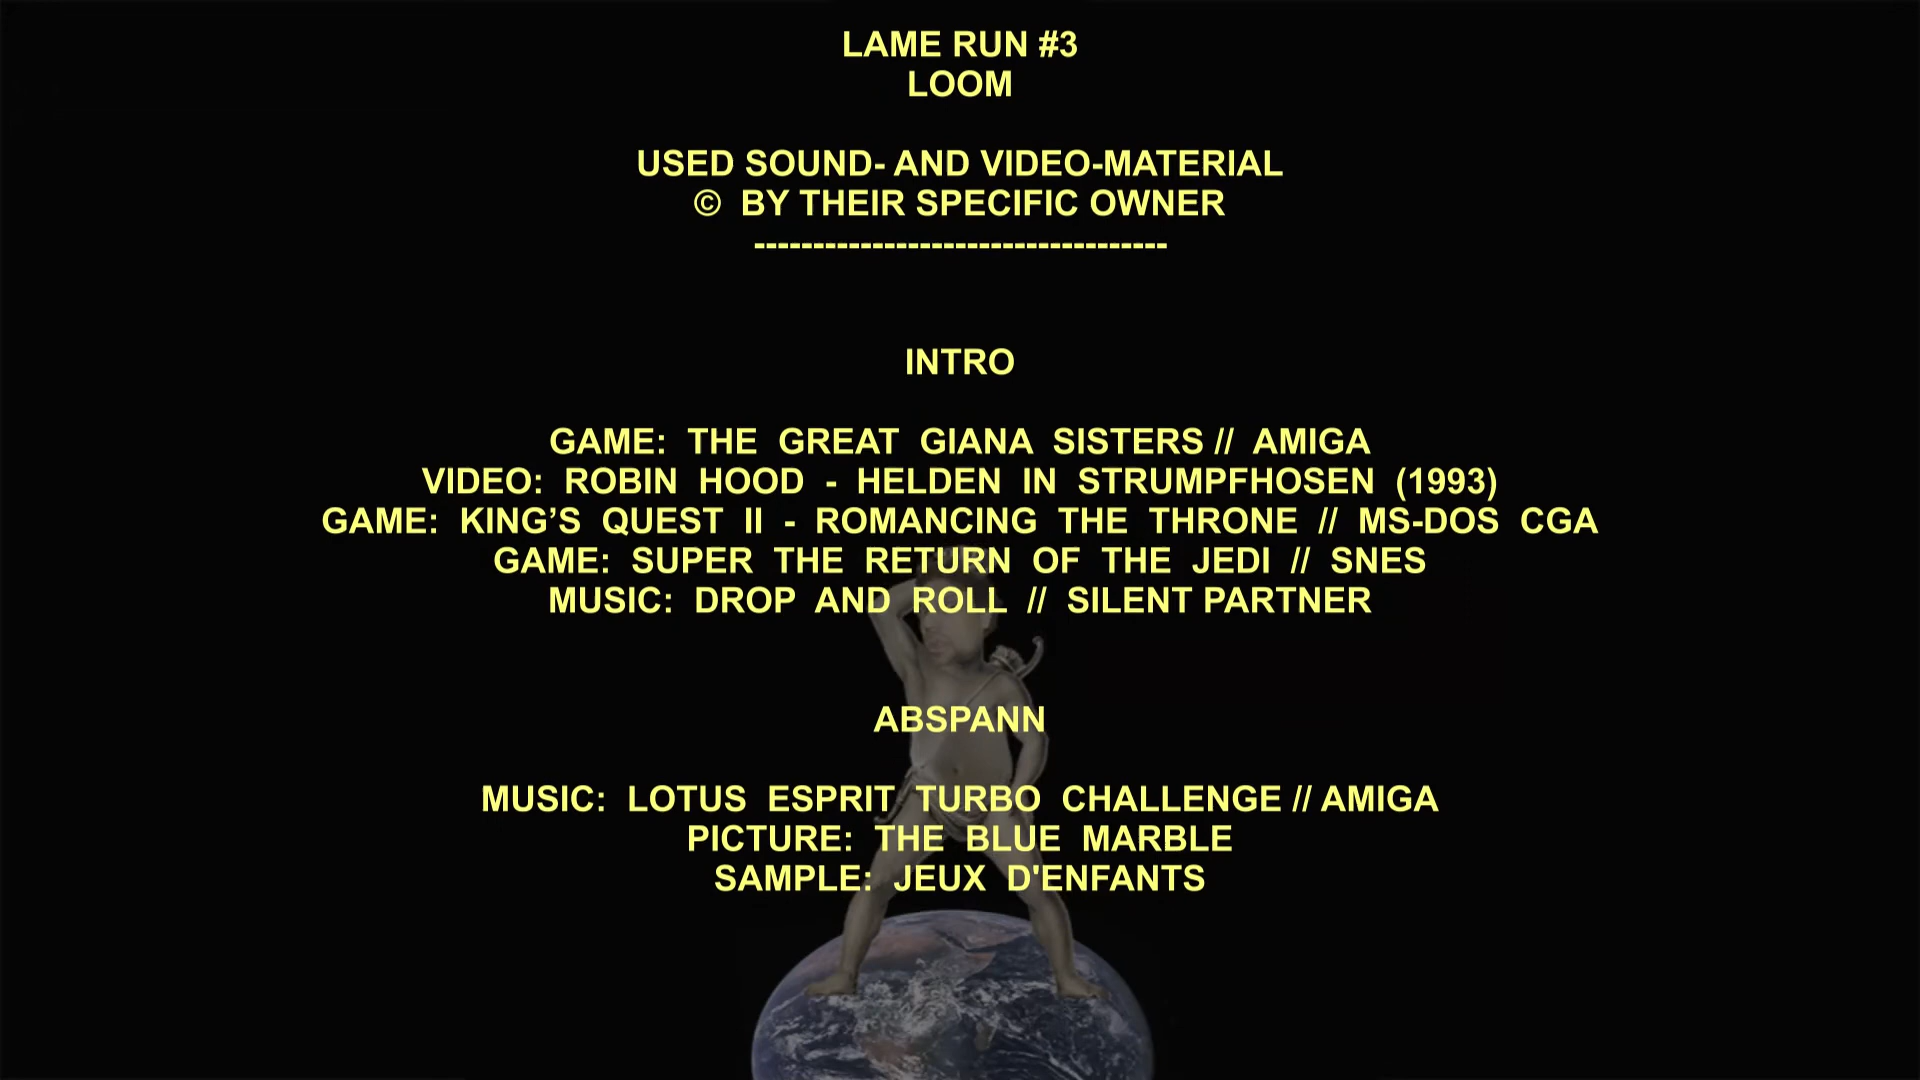 LAME RUN #3
LOOM
USED SOUND- AND VIDEO-MATERIAL
© BY THEIR SPECIFIC OWNER
-----------------------------------
INTRO
GAME: THE GREAT GIANA SISTERS // AMIGA
VIDEO: ROBIN HOOD - HELDEN IN STRUMPFHOSEN (1993)
GAME: KING’S QUEST II - ROMANCING THE THRONE // MS-DOS CGA
GAME: SUPER THE RETURN OF THE JEDI // SNES
MUSIC: DROP AND ROLL // SILENT PARTNER
ABSPANN
MUSIC: LOTUS ESPRIT TURBO CHALLENGE // AMIGA
PICTURE: THE BLUE MARBLE
SAMPLE: JEUX D'ENFANTS